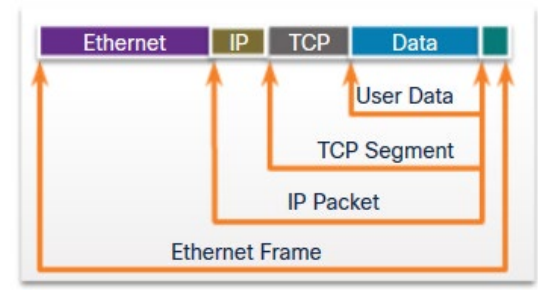 Ethernet IP TCP Data
User Data
TCP Segment
IP Packet
Ethernet Frame